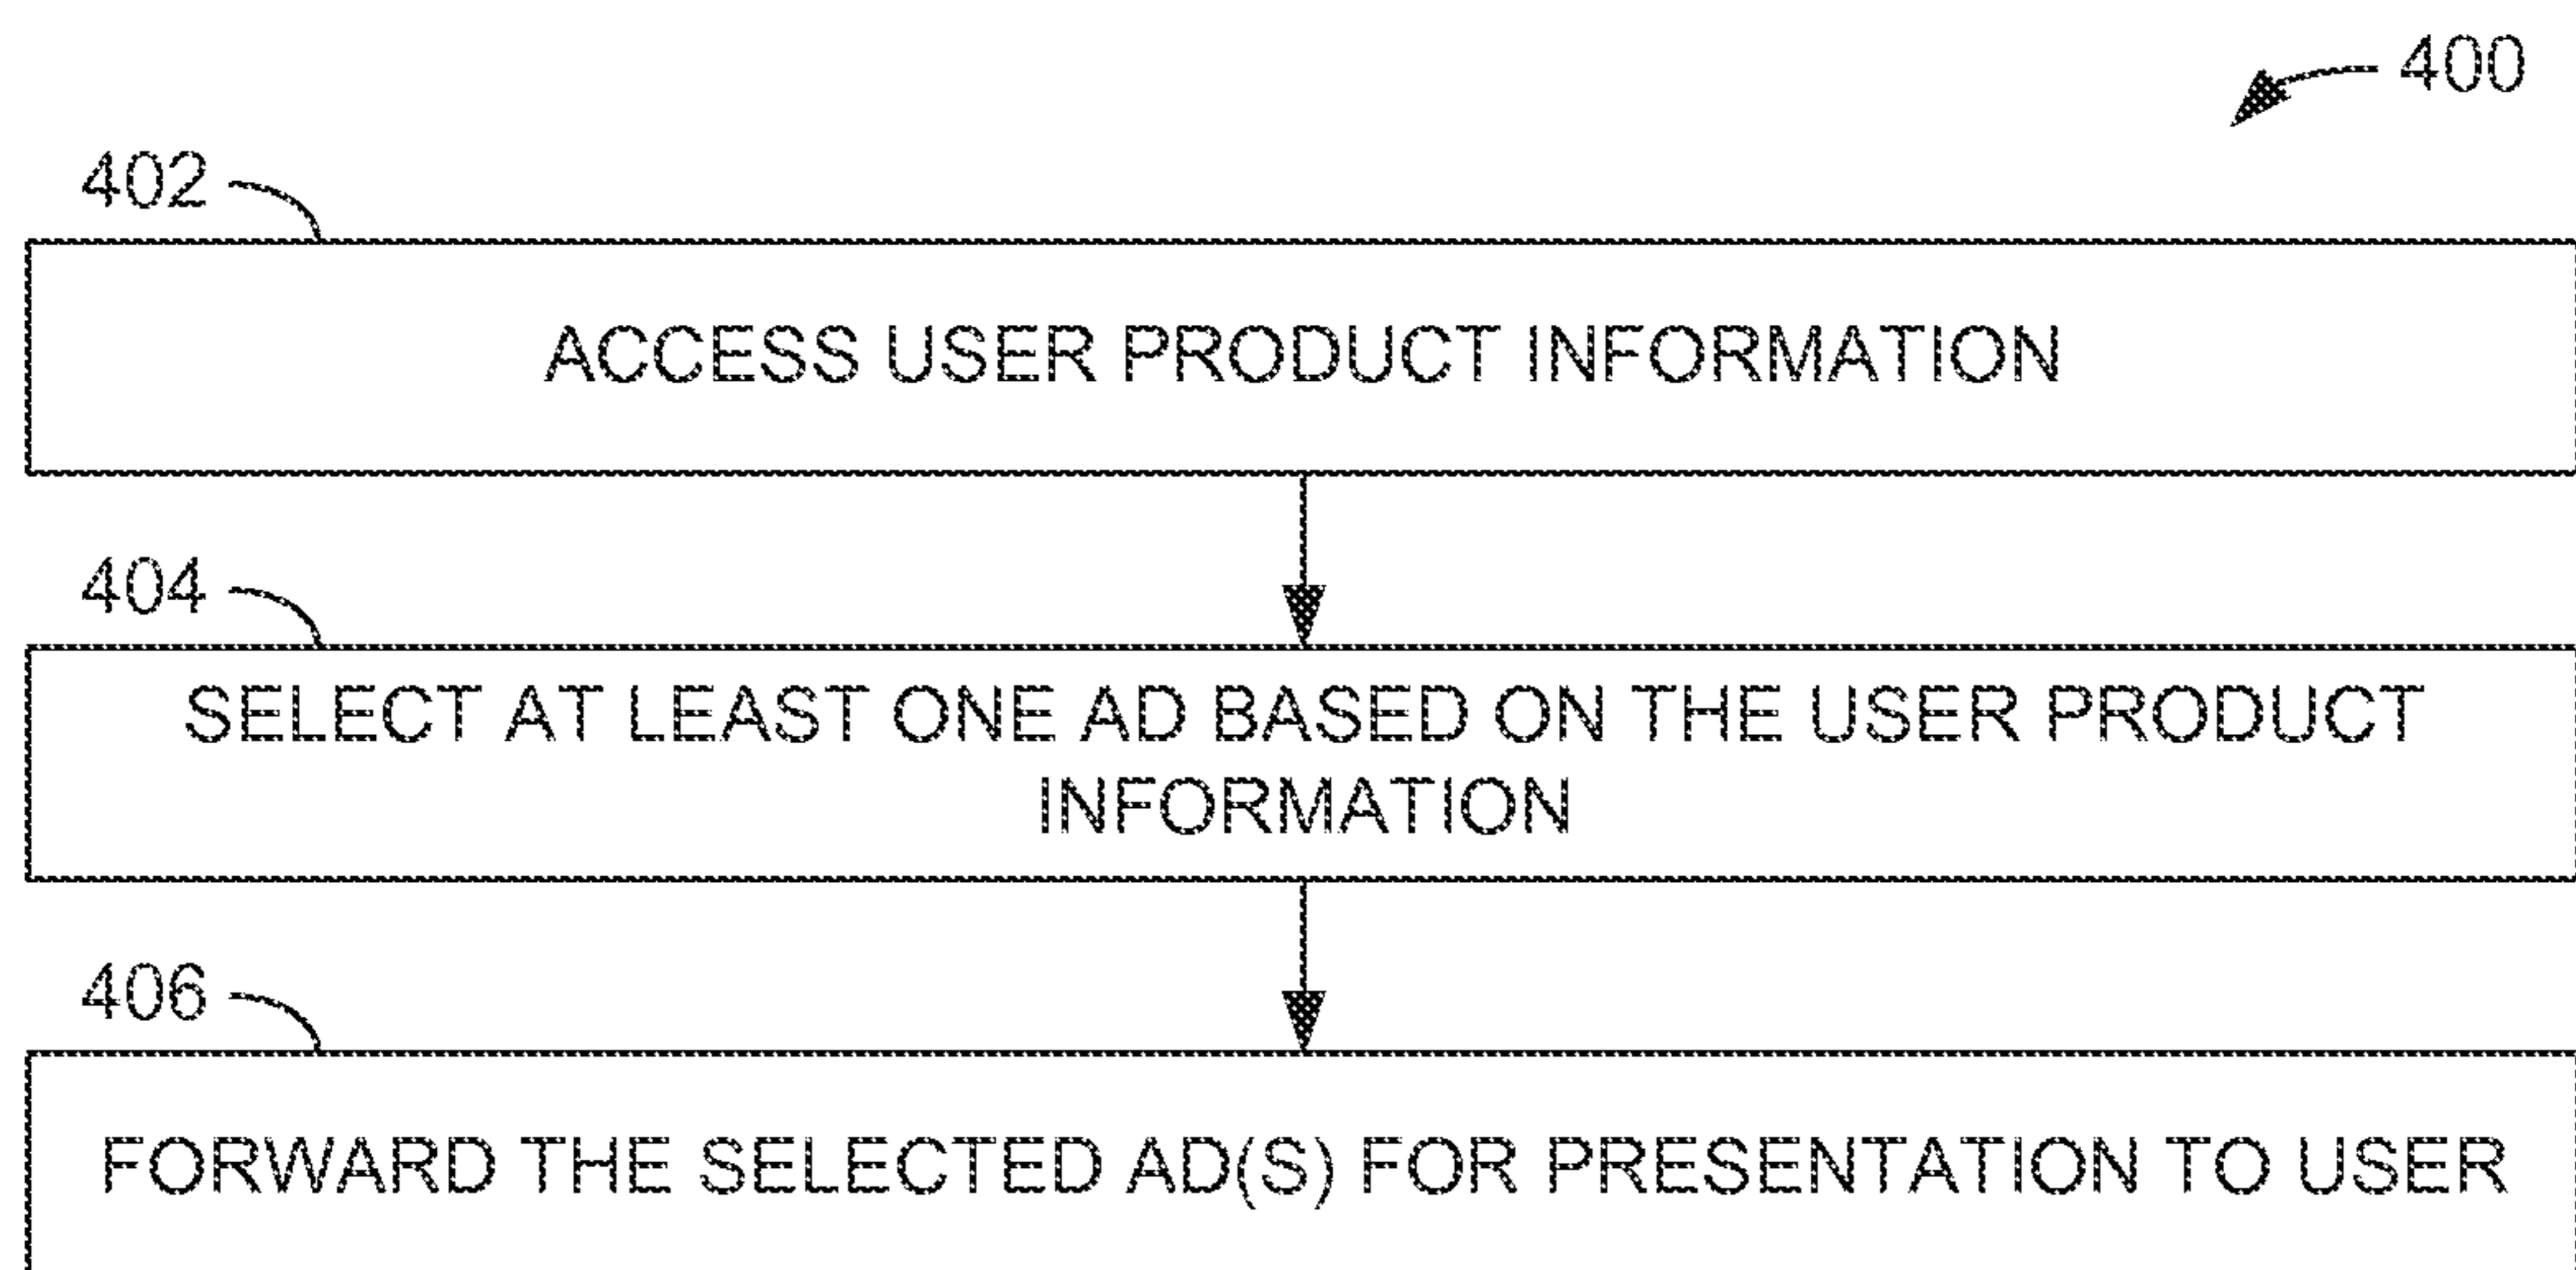 400
402
ACCESS USER PRODUCT INFORMATION
404
SELECT AT LEAST ONE AD BASED ON THE USER PRODUCT
INFORMATION
406
FORWARD THE SELECTED AD(S) FOR PRESENTATION TO USER